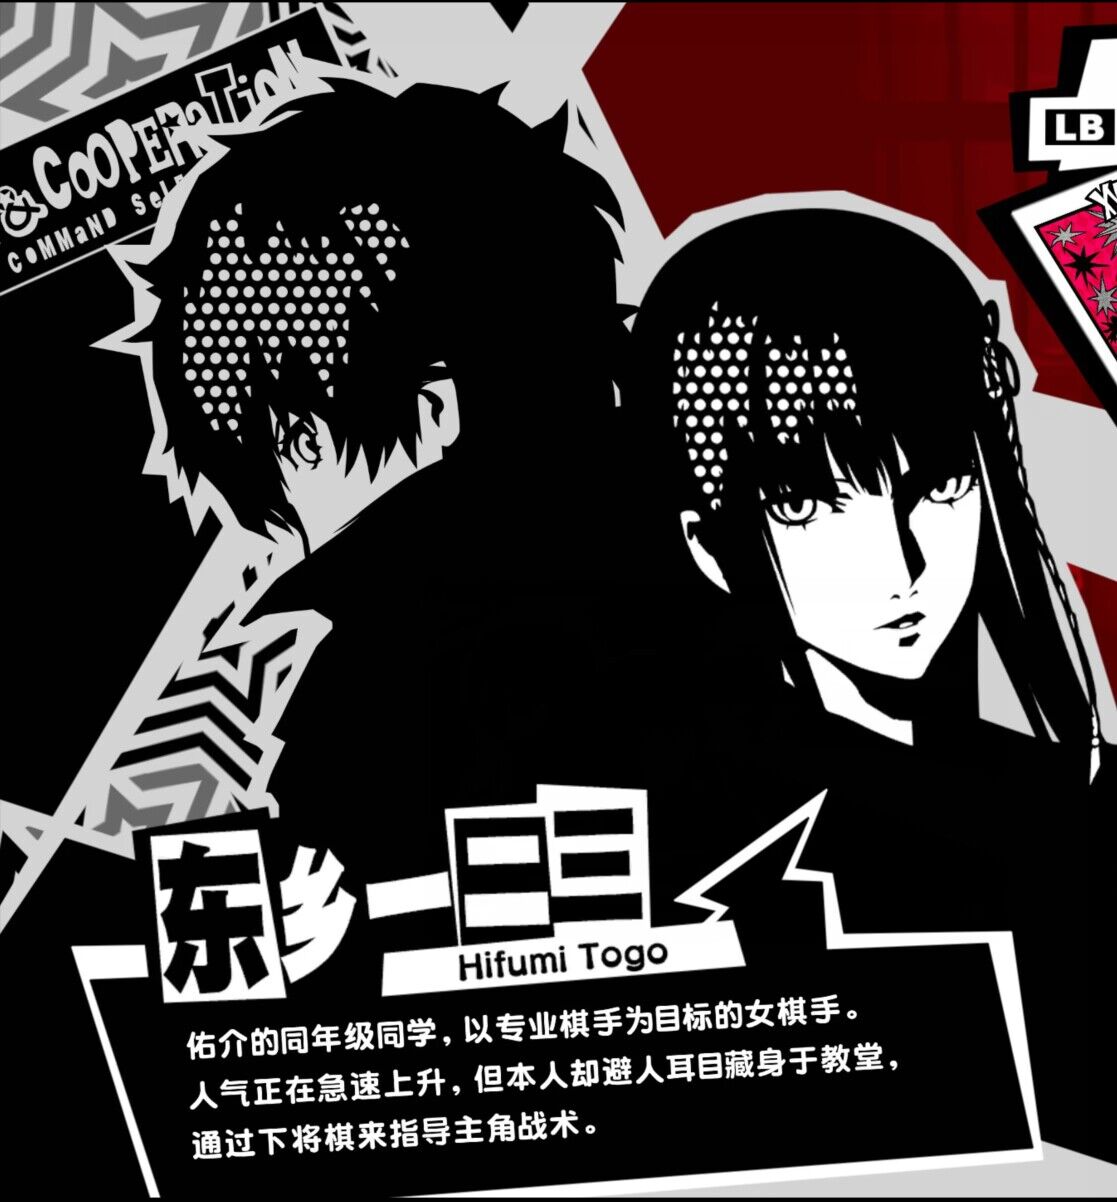 & COOPERATiON
COMMaND
LB
东乡一二三
Hifumi Togo
佑介的同年级同学，以专业棋手为目标的女棋手。
人气正在急速上升，但本人却避人耳目藏身于教堂，
通过下将棋来指导主角战术。